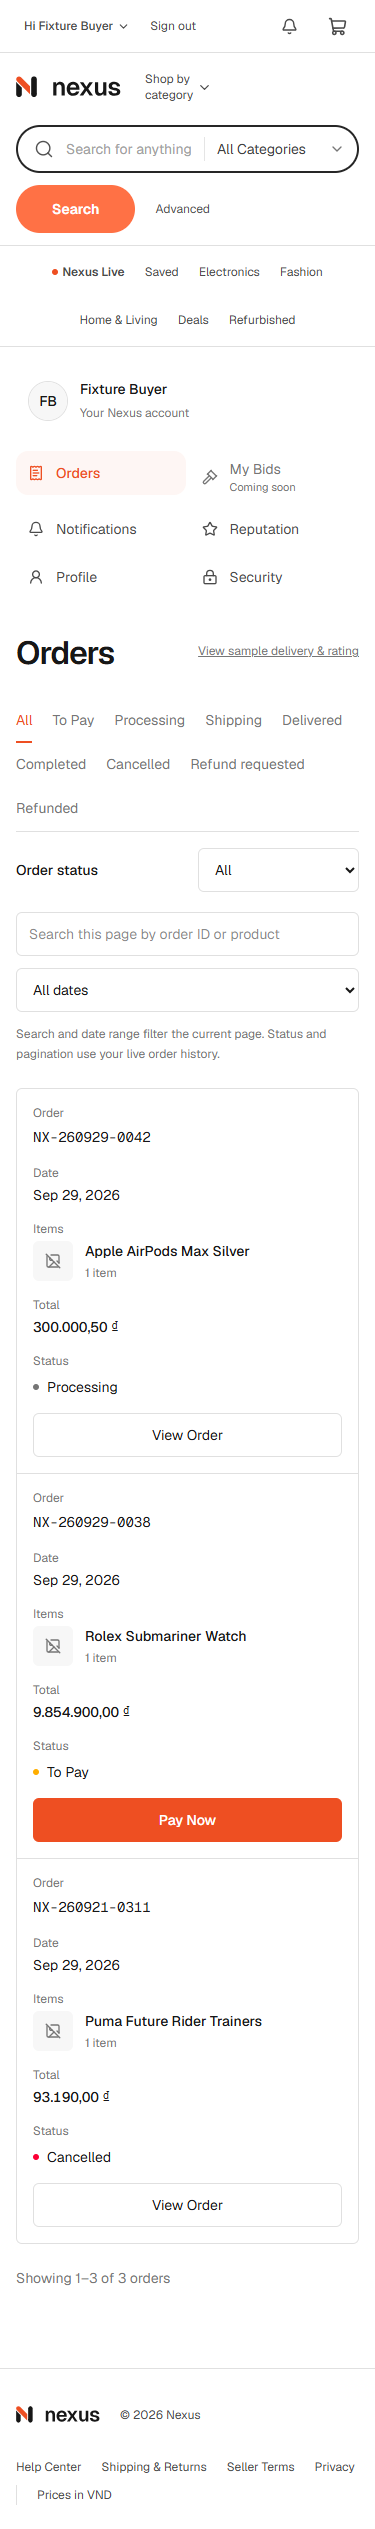 Hi Fixture Buyer
Sign out
nexus
Shop by
category
Search for anything
All Categories
Search
Advanced
Nexus Live
Saved
Electronics
Fashion
Home & Living
Deals
Refurbished
FB
Fixture Buyer
Your Nexus account
Orders
My Bids
Coming soon
Notifications
Reputation
Profile
Security
Orders
View sample delivery & rating
All
To Pay
Processing
Shipping
Delivered
Completed
Cancelled
Refund requested
Refunded
Order status
All
Search this page by order ID or product
All dates
Search and date range filter the current page. Status and
pagination use your live order history.
Order
NX-260929-0042
Date
Sep 29, 2026
Items
Apple AirPods Max Silver
1 item
Total
300.000,50 ₫
Status
Processing
View Order
Order
NX-260929-0038
Date
Sep 29, 2026
Items
Rolex Submariner Watch
1 item
Total
9.854.900,00 ₫
Status
To Pay
Pay Now
Order
NX-260921-0311
Date
Sep 29, 2026
Items
Puma Future Rider Trainers
1 item
Total
93.190,00 ₫
Status
Cancelled
View Order
Showing 1–3 of 3 orders
nexus
© 2026 Nexus
Help Center
Shipping & Returns
Seller Terms
Privacy
Prices in VND